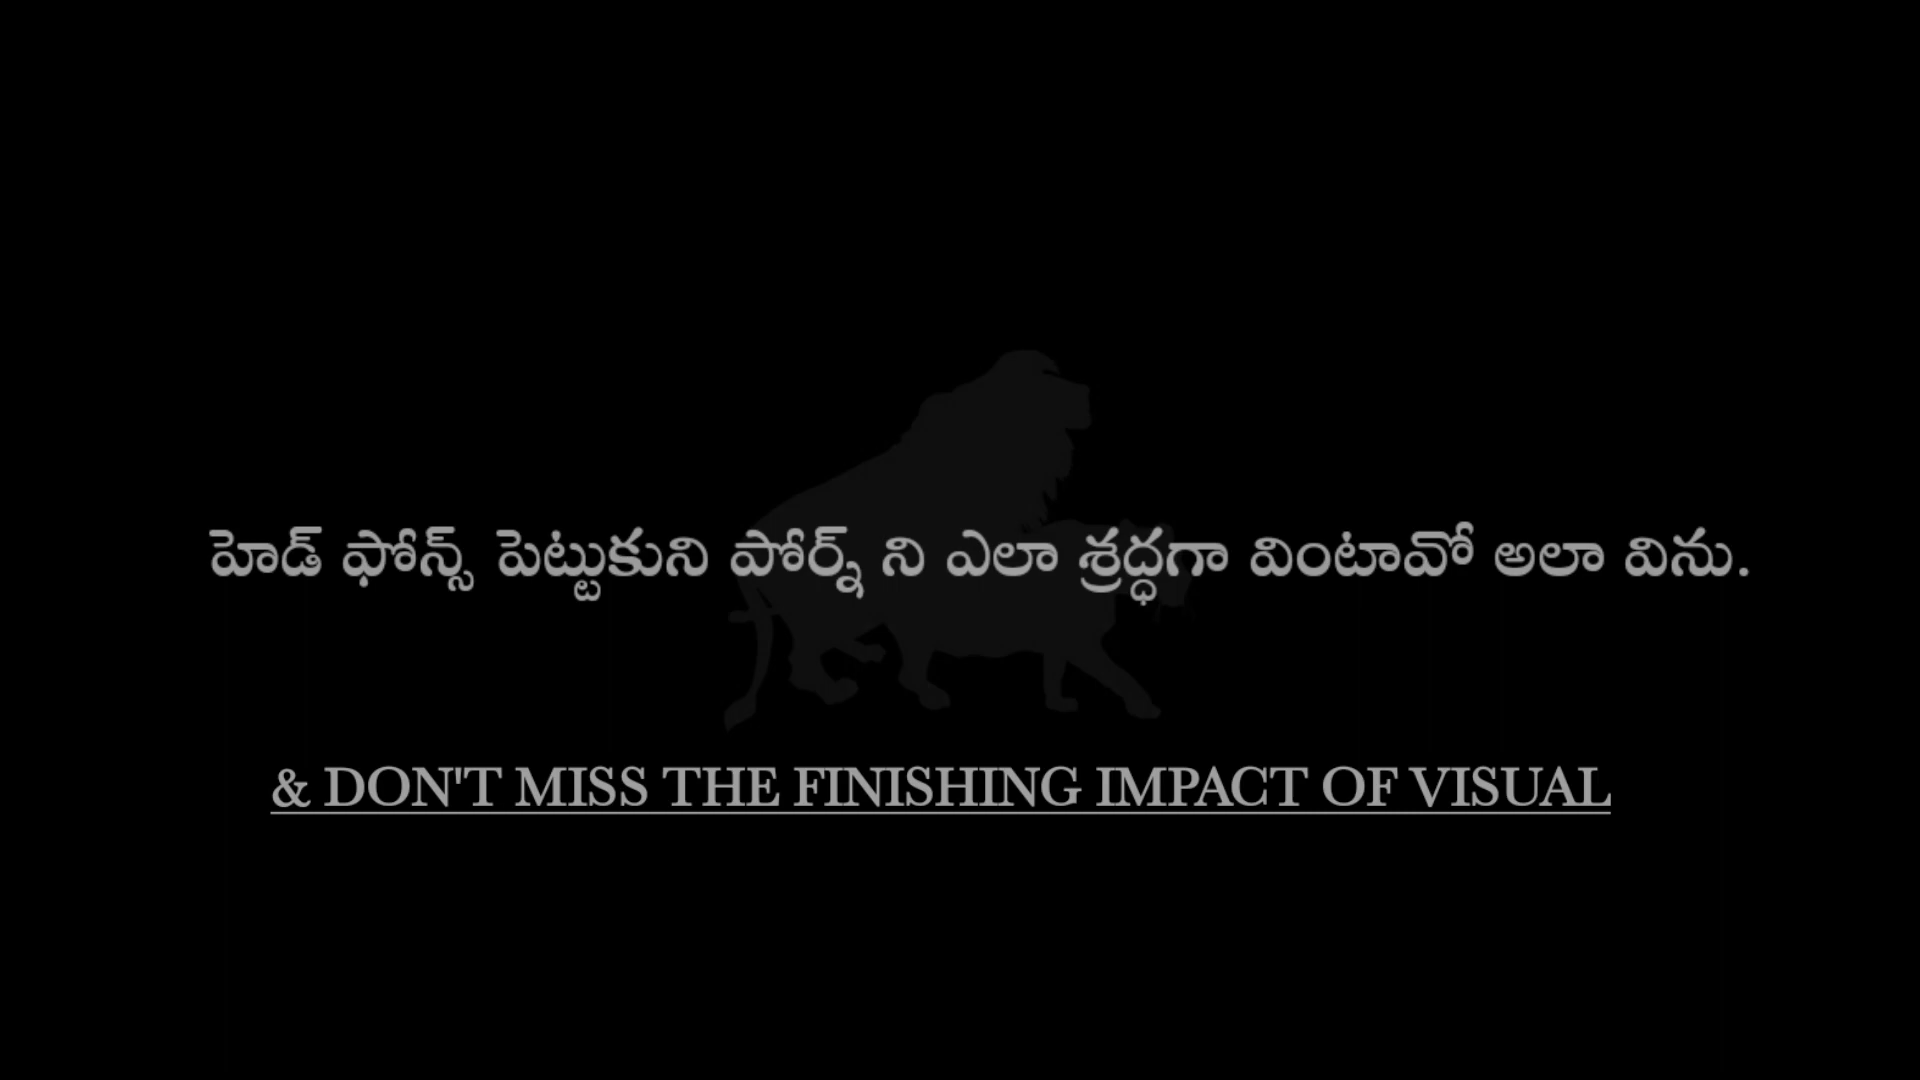 హెడ్ ఫోన్స్ పెట్టుకుని పోర్న్ ని ఎలా శ్రద్ధగా వింటావో అలా విను.
& DON'T MISS THE FINISHING IMPACT OF VISUAL